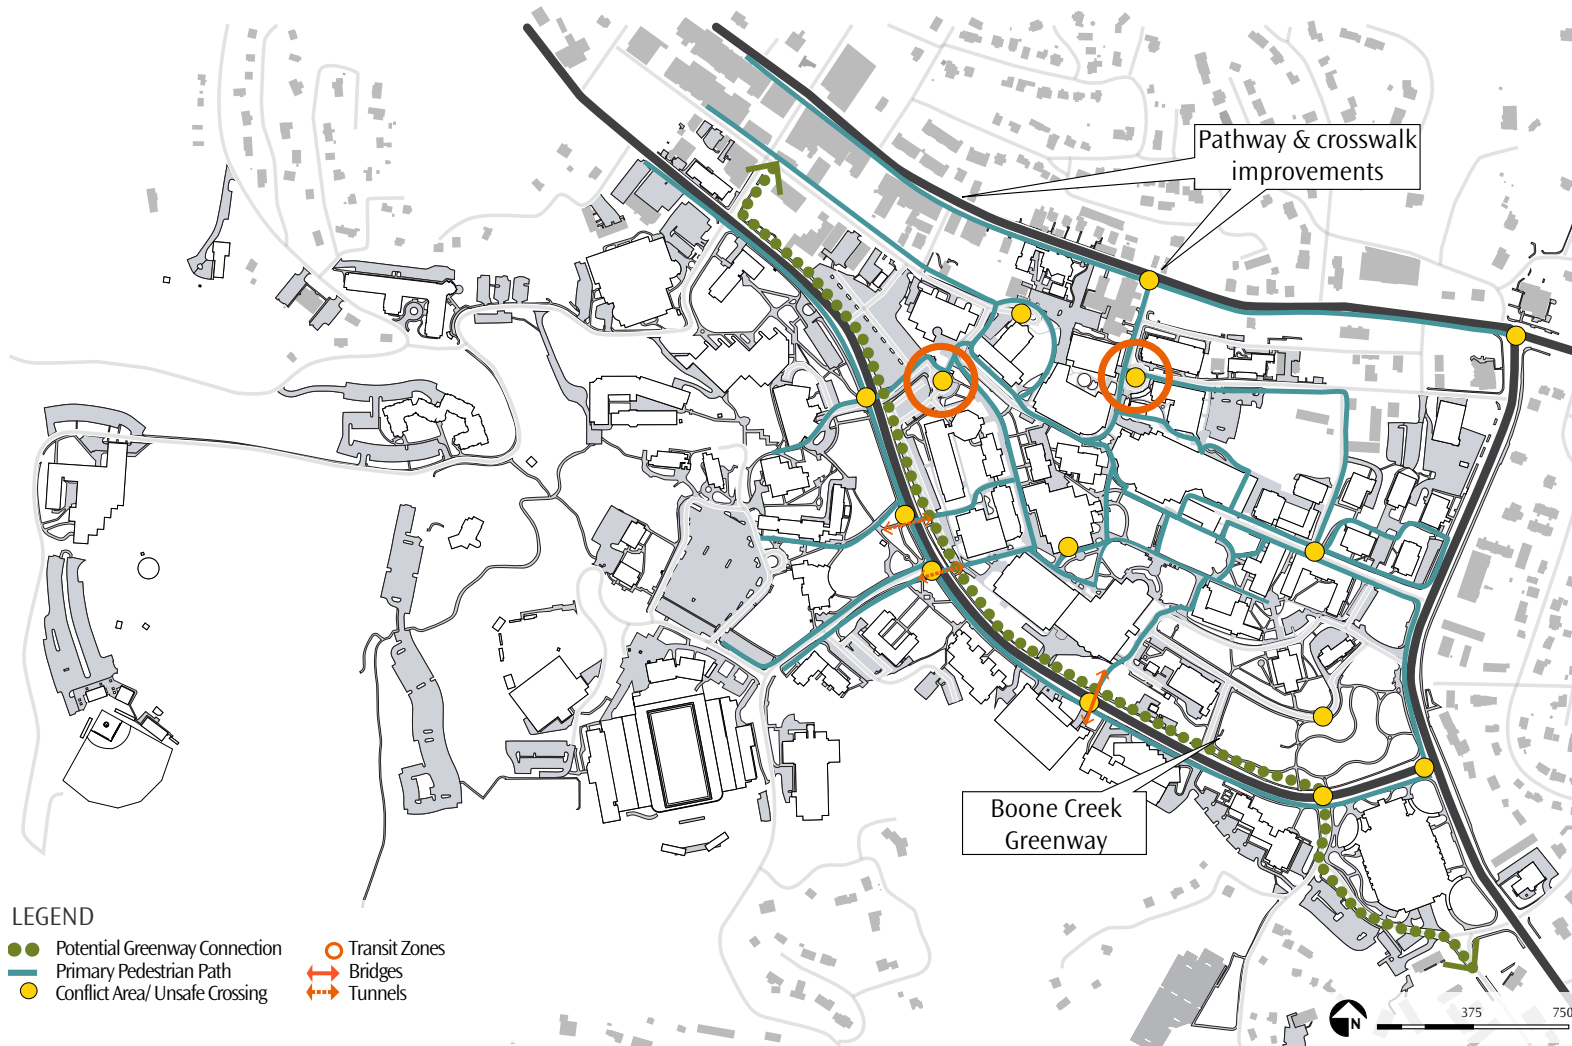 Pathway & crosswalk
improvements
Boone Creek
Greenway
LEGEND
Potential Greenway Connection
Primary Pedestrian Path
Conflict Area/ Unsafe Crossing
Transit Zones
Bridges
Tunnels
N
375
750